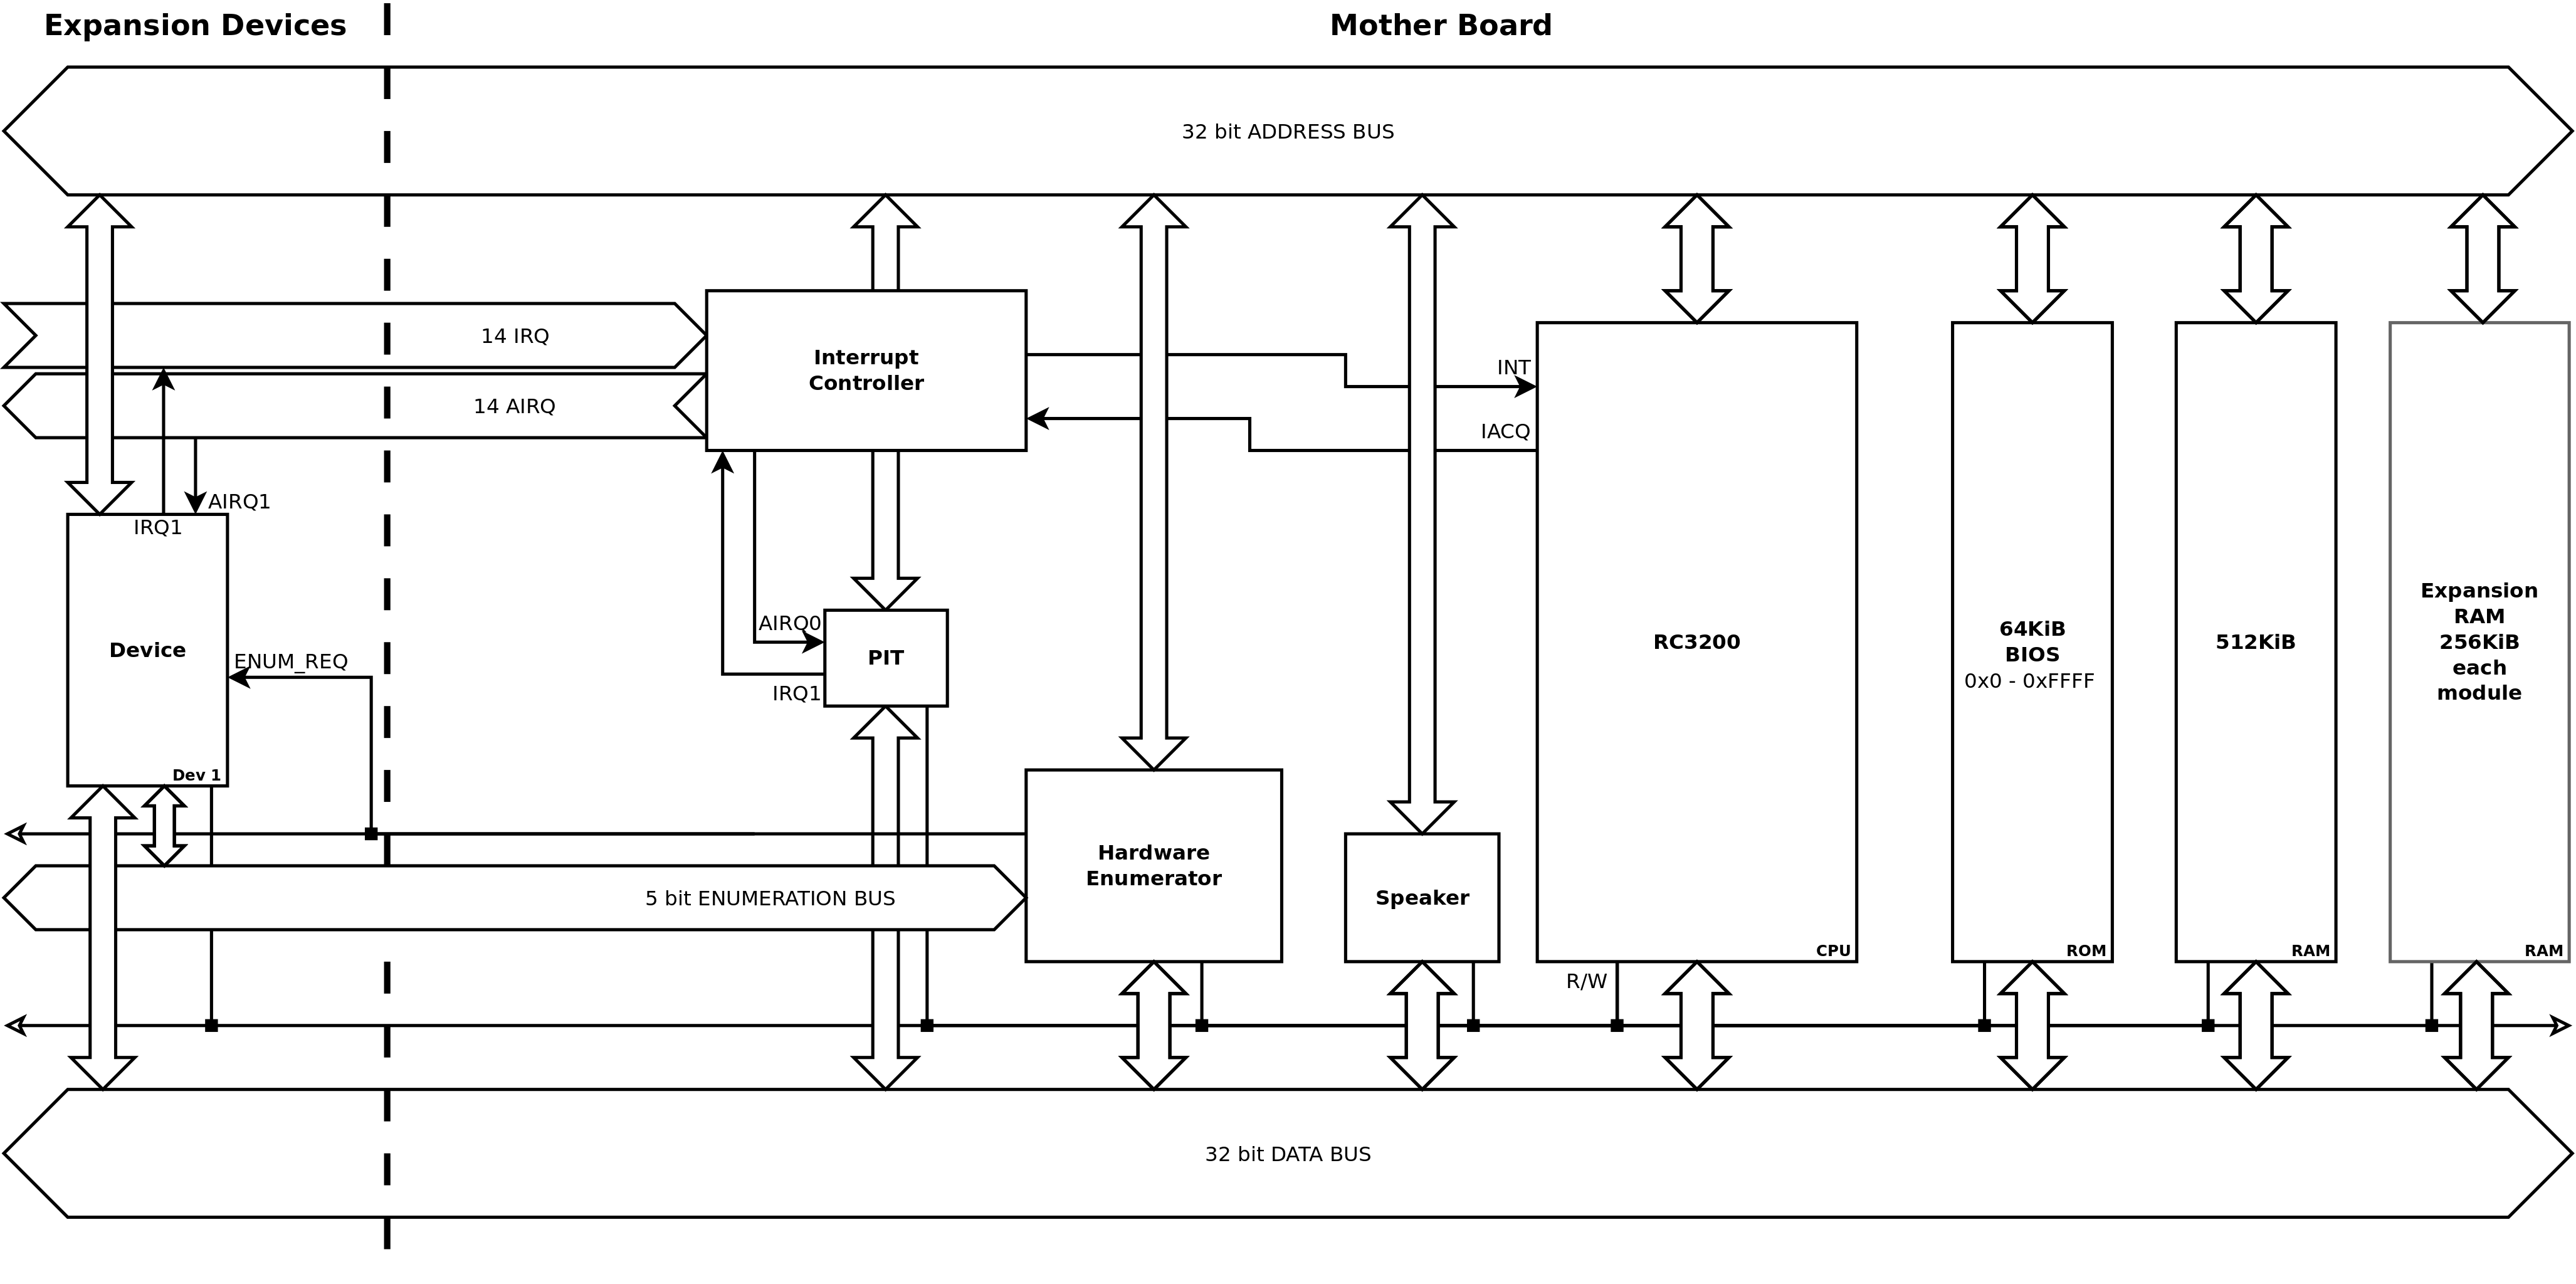 Expansion Devices
Mother Board
32 bit ADDRESS BUS
14 IRQ
14 AIRQ
Interrupt
Controller
INT
IACQ
AIRQ1
IRQ1
Device
Dev 1
ENUM_REQ
AIRQ0
PIT
IRQ1
Hardware
Enumerator
5 bit ENUMERATION BUS
Speaker
RC3200
CPU
R/W
64KiB
BIOS
0x0 - 0xFFFF
ROM
512KiB
RAM
Expansion
RAM
256KiB
each
module
RAM
32 bit DATA BUS